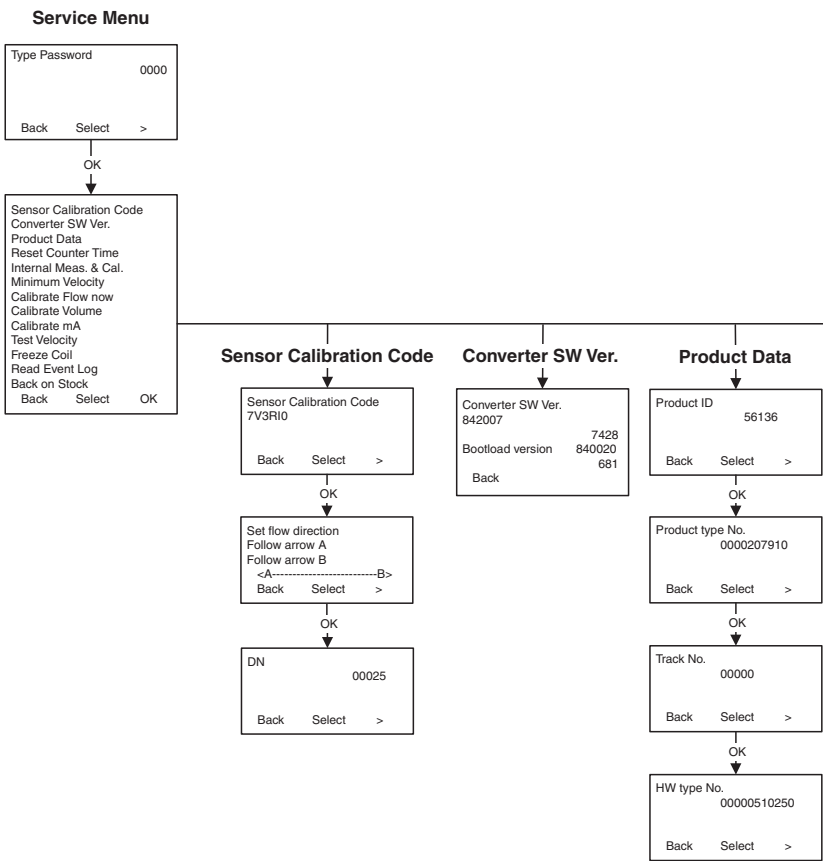 Service Menu
Type Password
0000
Back Select >
OK
Sensor Calibration Code
Converter SW Ver.
Product Data
Reset Counter Time
Internal Meas. & Cal.
Minimum Velocity
Calibrate Flow now
Calibrate Volume
Calibrate mA
Test Velocity
Freeze Coil
Read Event Log
Back on Stock
Back Select OK
Sensor Calibration Code
Sensor Calibration Code
7V3RI0
Back Select >
OK
Set flow direction
Follow arrow A
Follow arrow B
<A--------------------------B>
Back Select >
OK
DN
00025
Back Select >
Converter SW Ver.
Converter SW Ver.
842007
7428
Bootload version 840020
681
Back
Product Data
Product ID
56136
Back Select >
OK
Product type No.
0000207910
Back Select >
OK
Track No.
00000
Back Select >
OK
HW type No.
00000510250
Back Select >